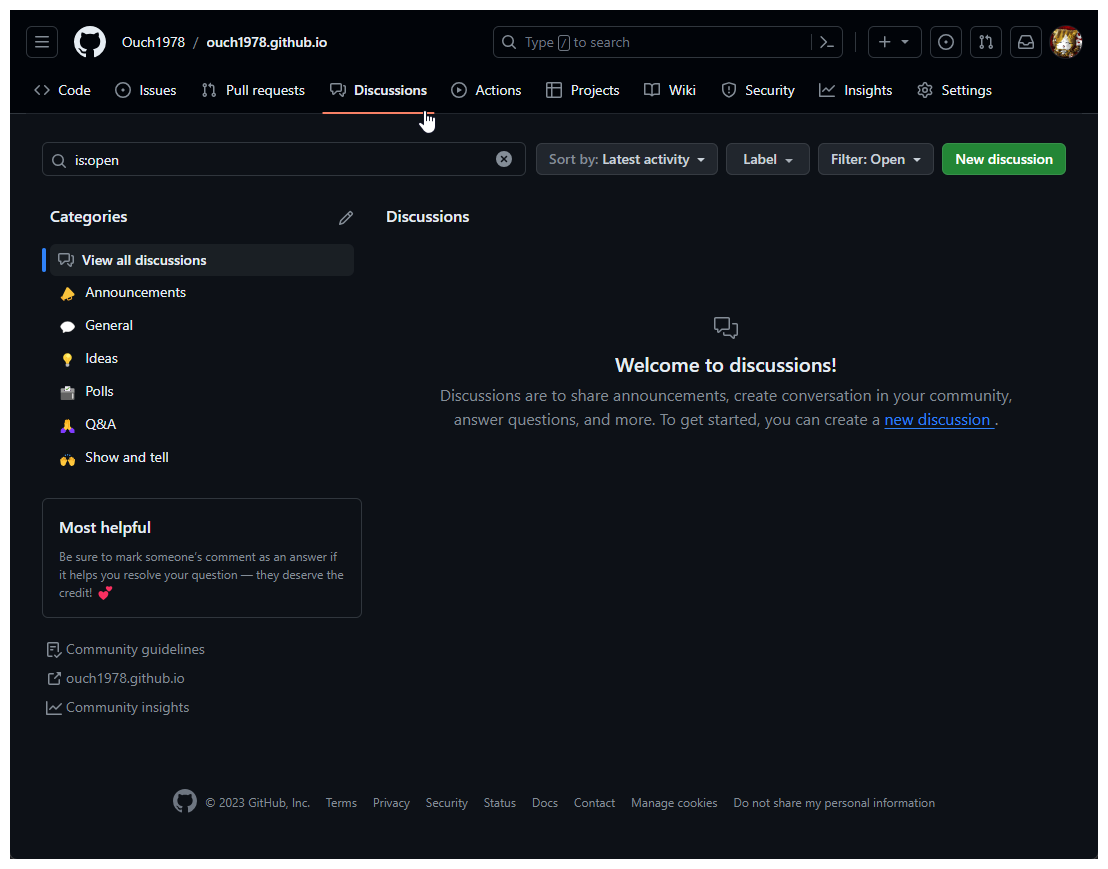 Ouch1978 / ouch1978.github.io
Type / to search
Code Issues Pull requests Discussions Actions Projects Wiki Security Insights Settings
is:open
Sort by: Latest activity Label Filter: Open New discussion
Categories
View all discussions
Announcements
General
Ideas
Polls
Q&A
Show and tell
Most helpful
Be sure to mark someone's comment as an answer if
it helps you resolve your question — they deserve the
credit! 💕
Community guidelines
ouch1978.github.io
Community insights
Discussions
Welcome to discussions!
Discussions are to share announcements, create conversation in your community,
answer questions, and more. To get started, you can create a new discussion .
© 2023 GitHub, Inc. Terms Privacy Security Status Docs Contact Manage cookies Do not share my personal information